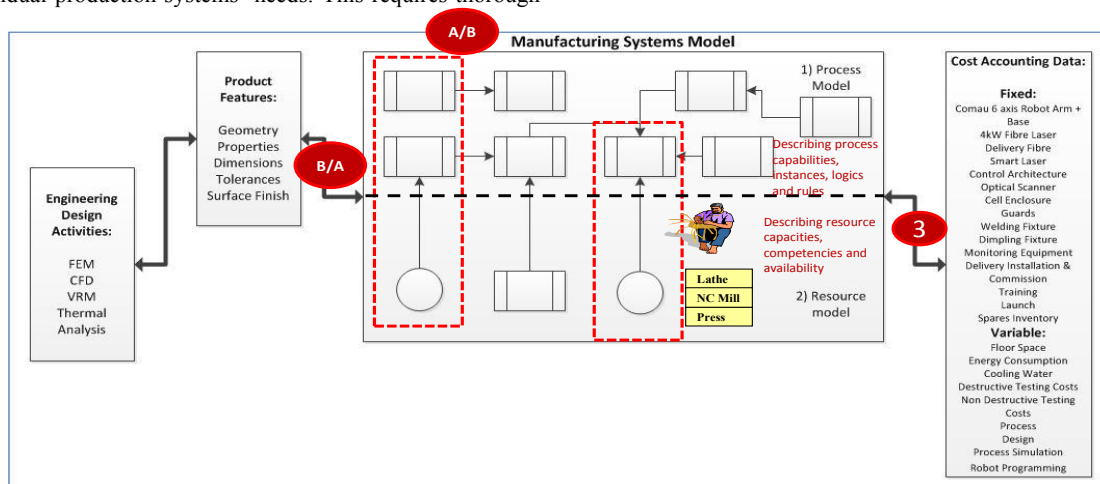 vidual production systems' needs. This requires thorough
A/B
Manufacturing Systems Model
Engineering
Design
Activities:
FEM
CFD
VRM
Thermal
Analysis
Product
Features:
Geometry
Properties
Dimensions
Tolerances
Surface Finish
B/A
1) Process
Model
Describing process
capabilities,
instances, logics
and rules
Describing resource
capacities,
competencies and
availability
Lathe
NC Mill
Press
2) Resource
model
3
Cost Accounting Data:
Fixed:
Comau 6 axis Robot Arm +
Base
4kW Fibre Laser
Delivery Fibre
Smart Laser
Control Architecture
Optical Scanner
Cell Enclosure
Guards
Welding Fixture
Dimpling Fixture
Monitoring Equipment
Delivery Installation &
Commission
Training
Launch
Spares Inventory
Variable:
Floor Space
Energy Consumption
Cooling Water
Destructive Testing Costs
Non Destructive Testing
Costs
Process
Design
Process Simulation
Robot Programming